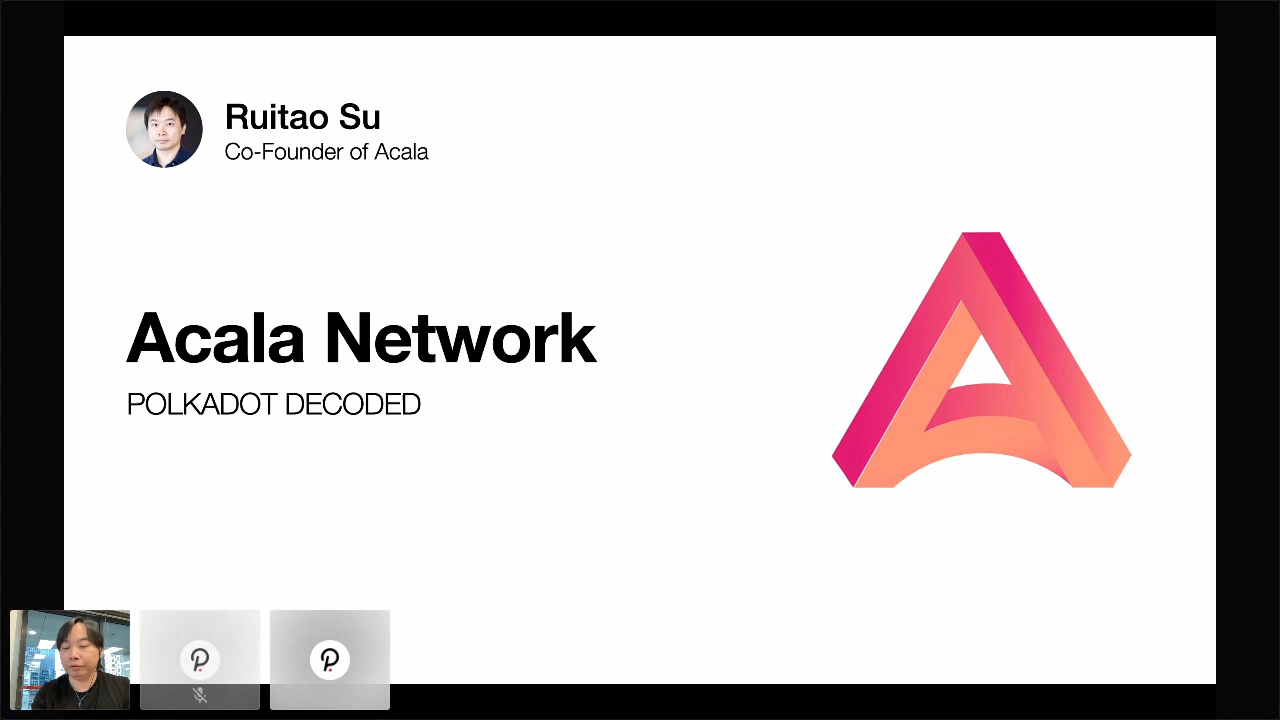 Ruitao Su
Co-Founder of Acala
Acala Network
POLKADOT DECODED